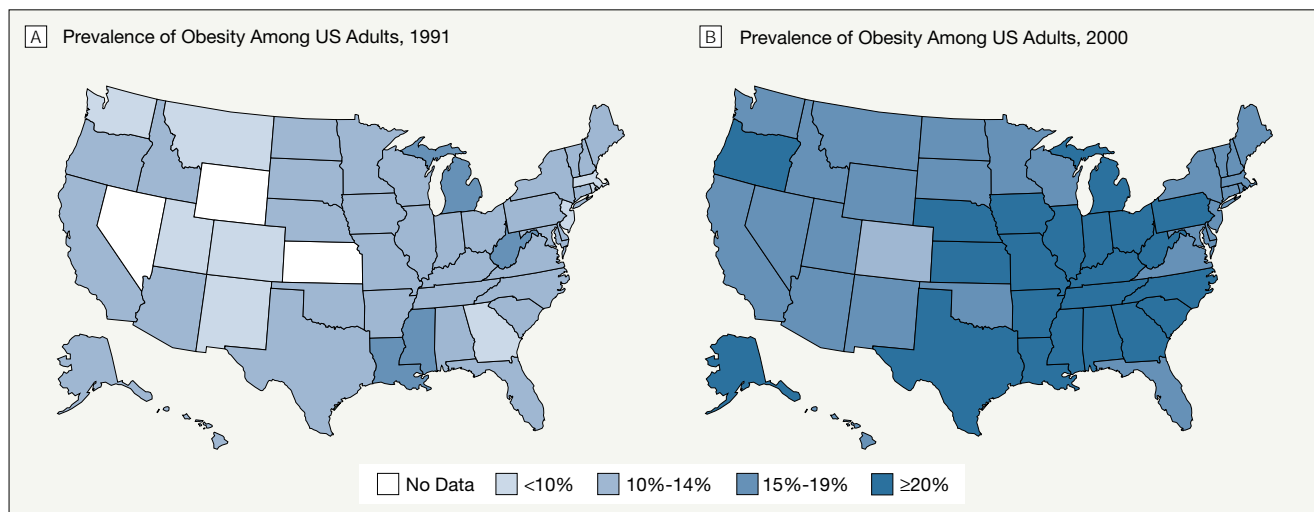 A Prevalence of Obesity Among US Adults, 1991
B Prevalence of Obesity Among US Adults, 2000
No Data <10% 10%-14% 15%-19% ≥20%